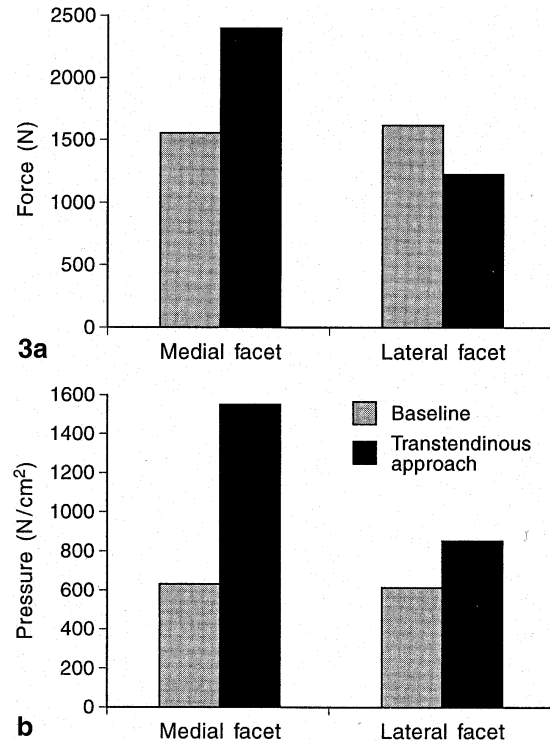 2500
2000
1500
1000
500
0
Force (N)
Medial facet
Lateral facet
3a
1600
1400
1200
1000
800
600
400
200
0
Pressure (N/cm²)
Baseline
Transtendinous
approach
Medial facet
Lateral facet
b